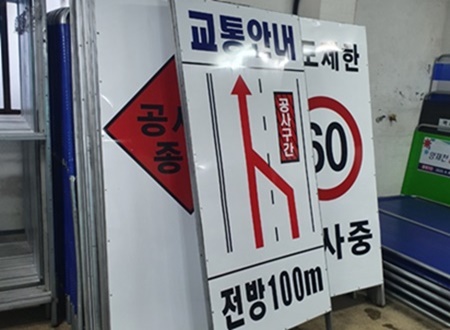 교통안내
공사구간
전방100m
공사
종
도제한
60
사중